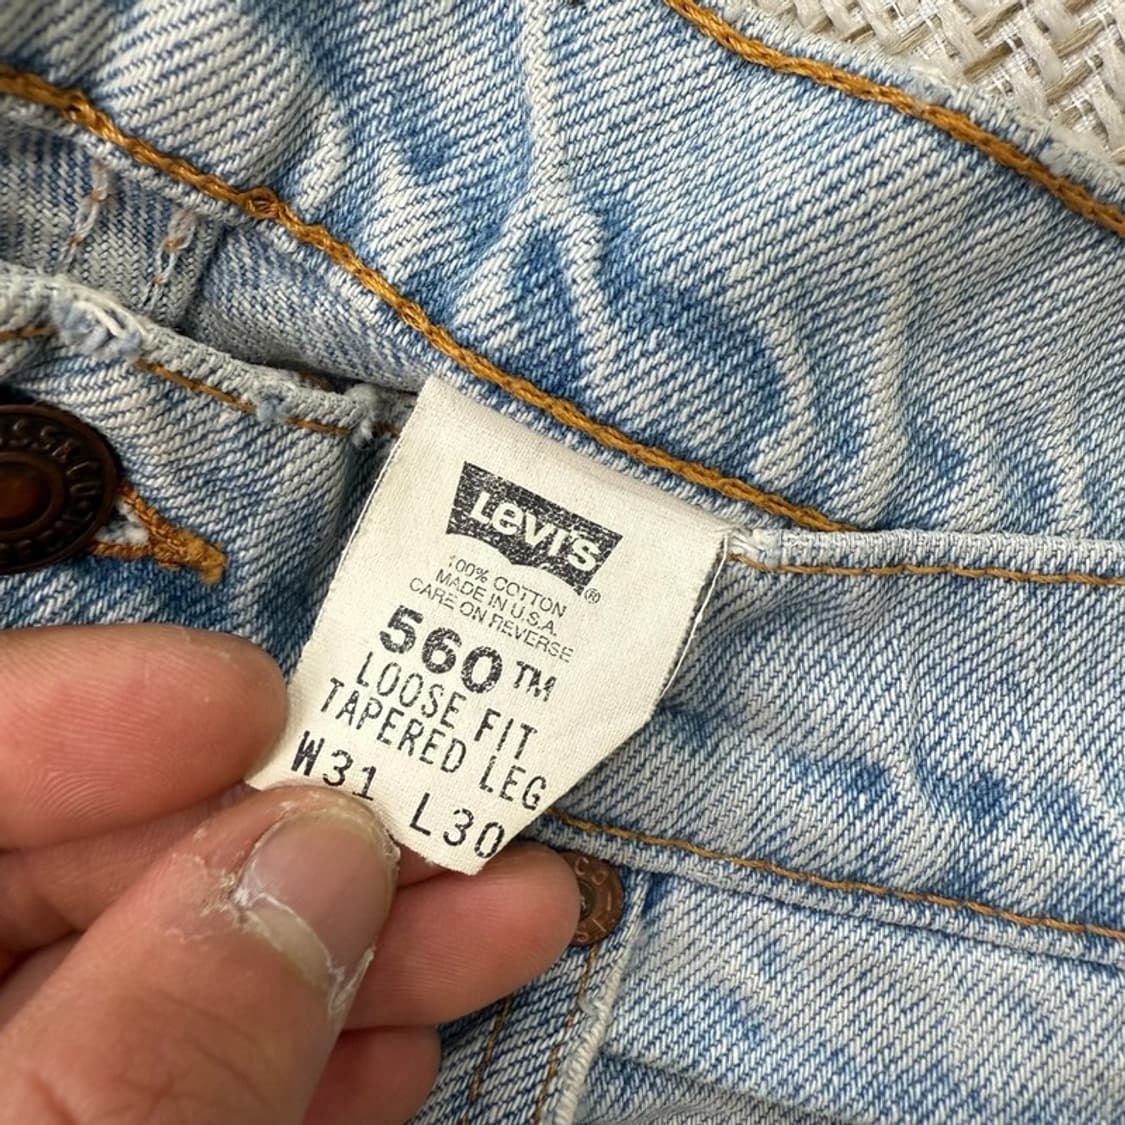 Levi's®
100% COTTON
MADE IN U.S.A.
CARE ON REVERSE
560™
LOOSE FIT
TAPERED LEG
W31 L30